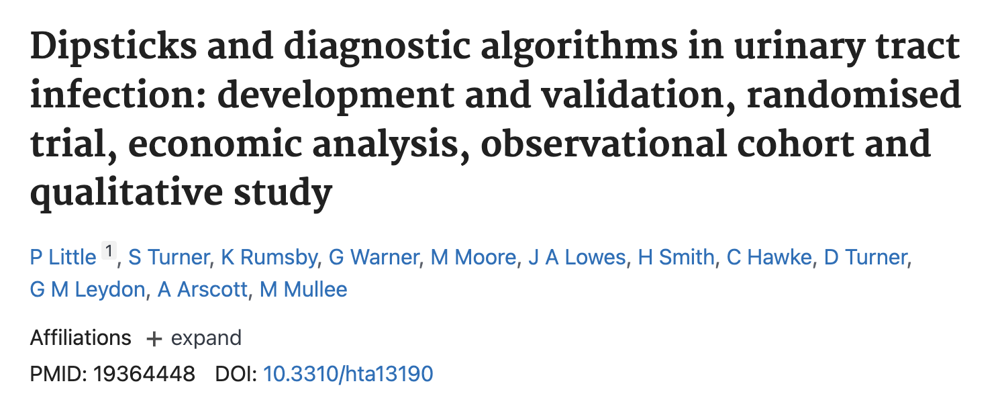 Dipsticks and diagnostic algorithms in urinary tract
infection: development and validation, randomised
trial, economic analysis, observational cohort and
qualitative study
P Little 1, S Turner, K Rumsby, G Warner, M Moore, J A Lowes, H Smith, C Hawke, D Turner,
G M Leydon, A Arscott, M Mullee
Affiliations + expand
PMID: 19364448 DOI: 10.3310/hta13190